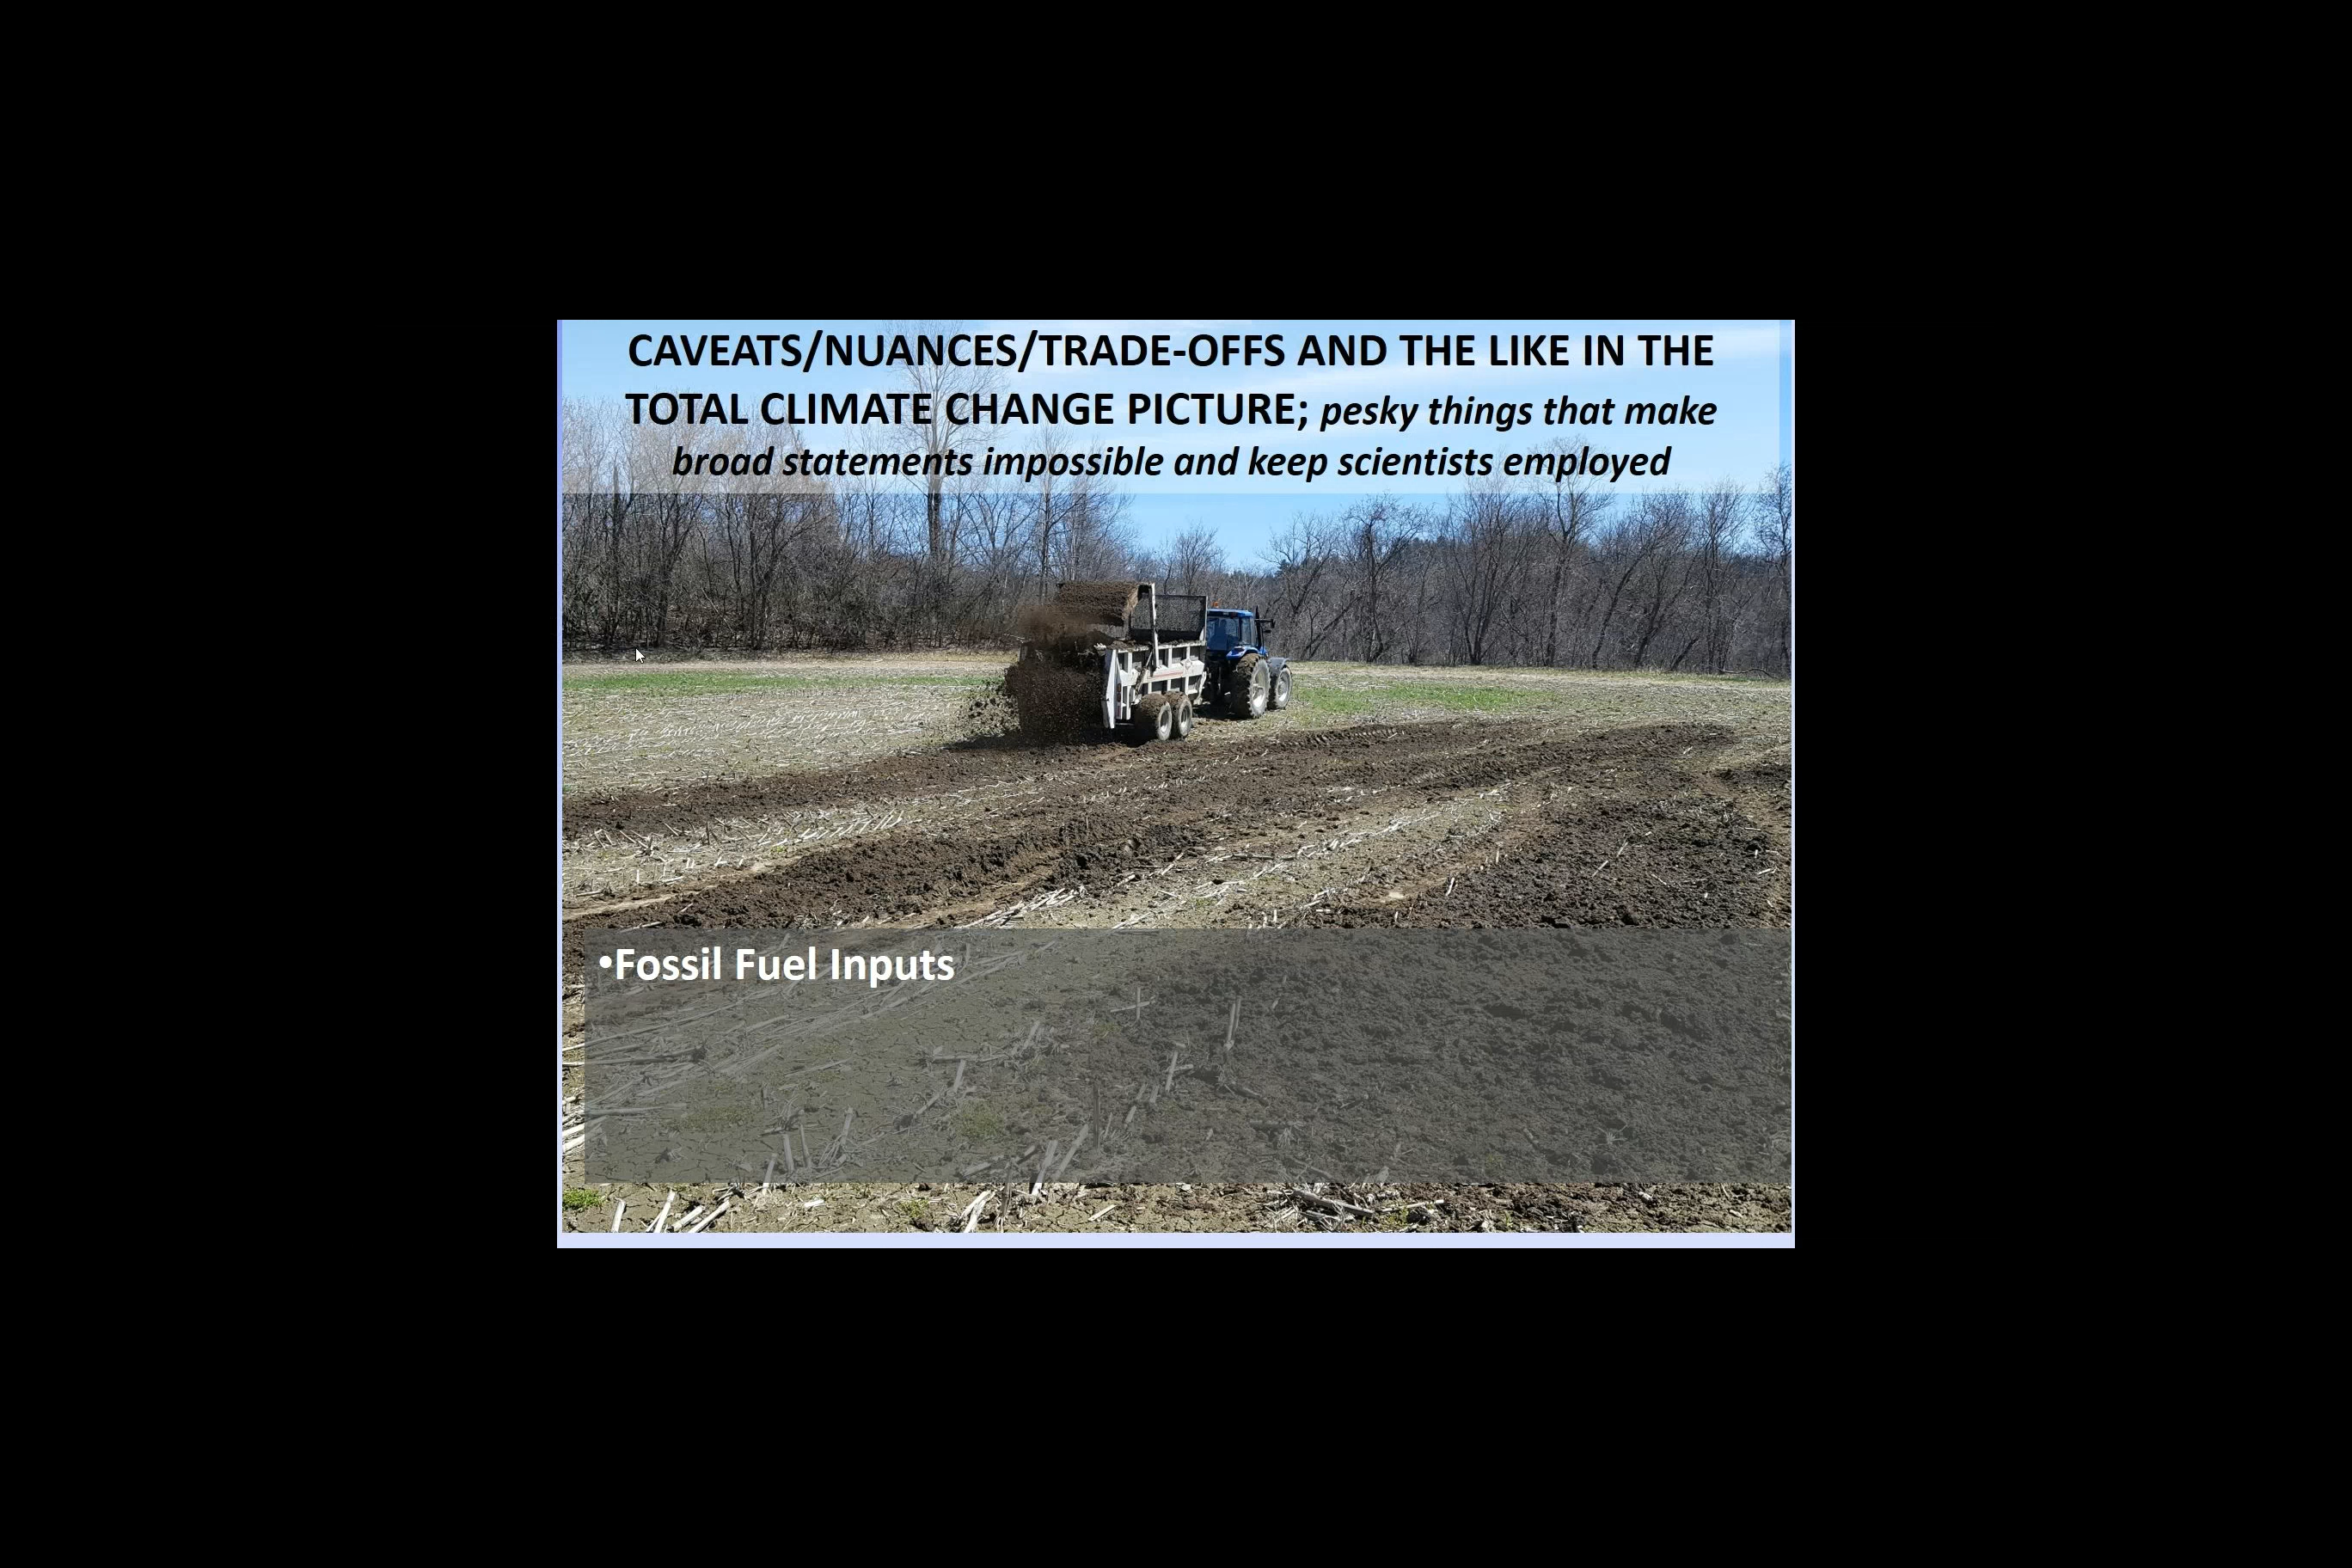 CAVEATS/NUANCES/TRADE-OFFS AND THE LIKE IN THE
TOTAL CLIMATE CHANGE PICTURE; pesky things that make
broad statements impossible and keep scientists employed
•Fossil Fuel Inputs